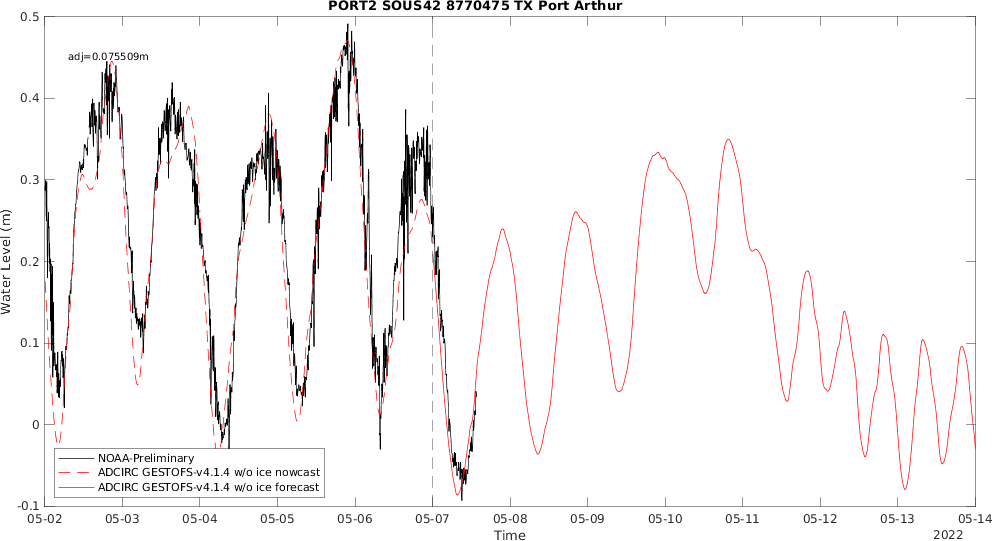 PORT2 SOUS42 8770475 TX Port Arthur
adj=0.075509m
0.5
0.4
0.3
0.2
0.1
0
-0.1
Water Level (m)
NOAA-Preliminary
ADCIRC GESTOFS-v4.1.4 w/o ice nowcast
ADCIRC GESTOFS-v4.1.4 w/o ice forecast
05-02 05-03 05-04 05-05 05-06 05-07 05-08 05-09 05-10 05-11 05-12 05-13 05-14
Time
2022